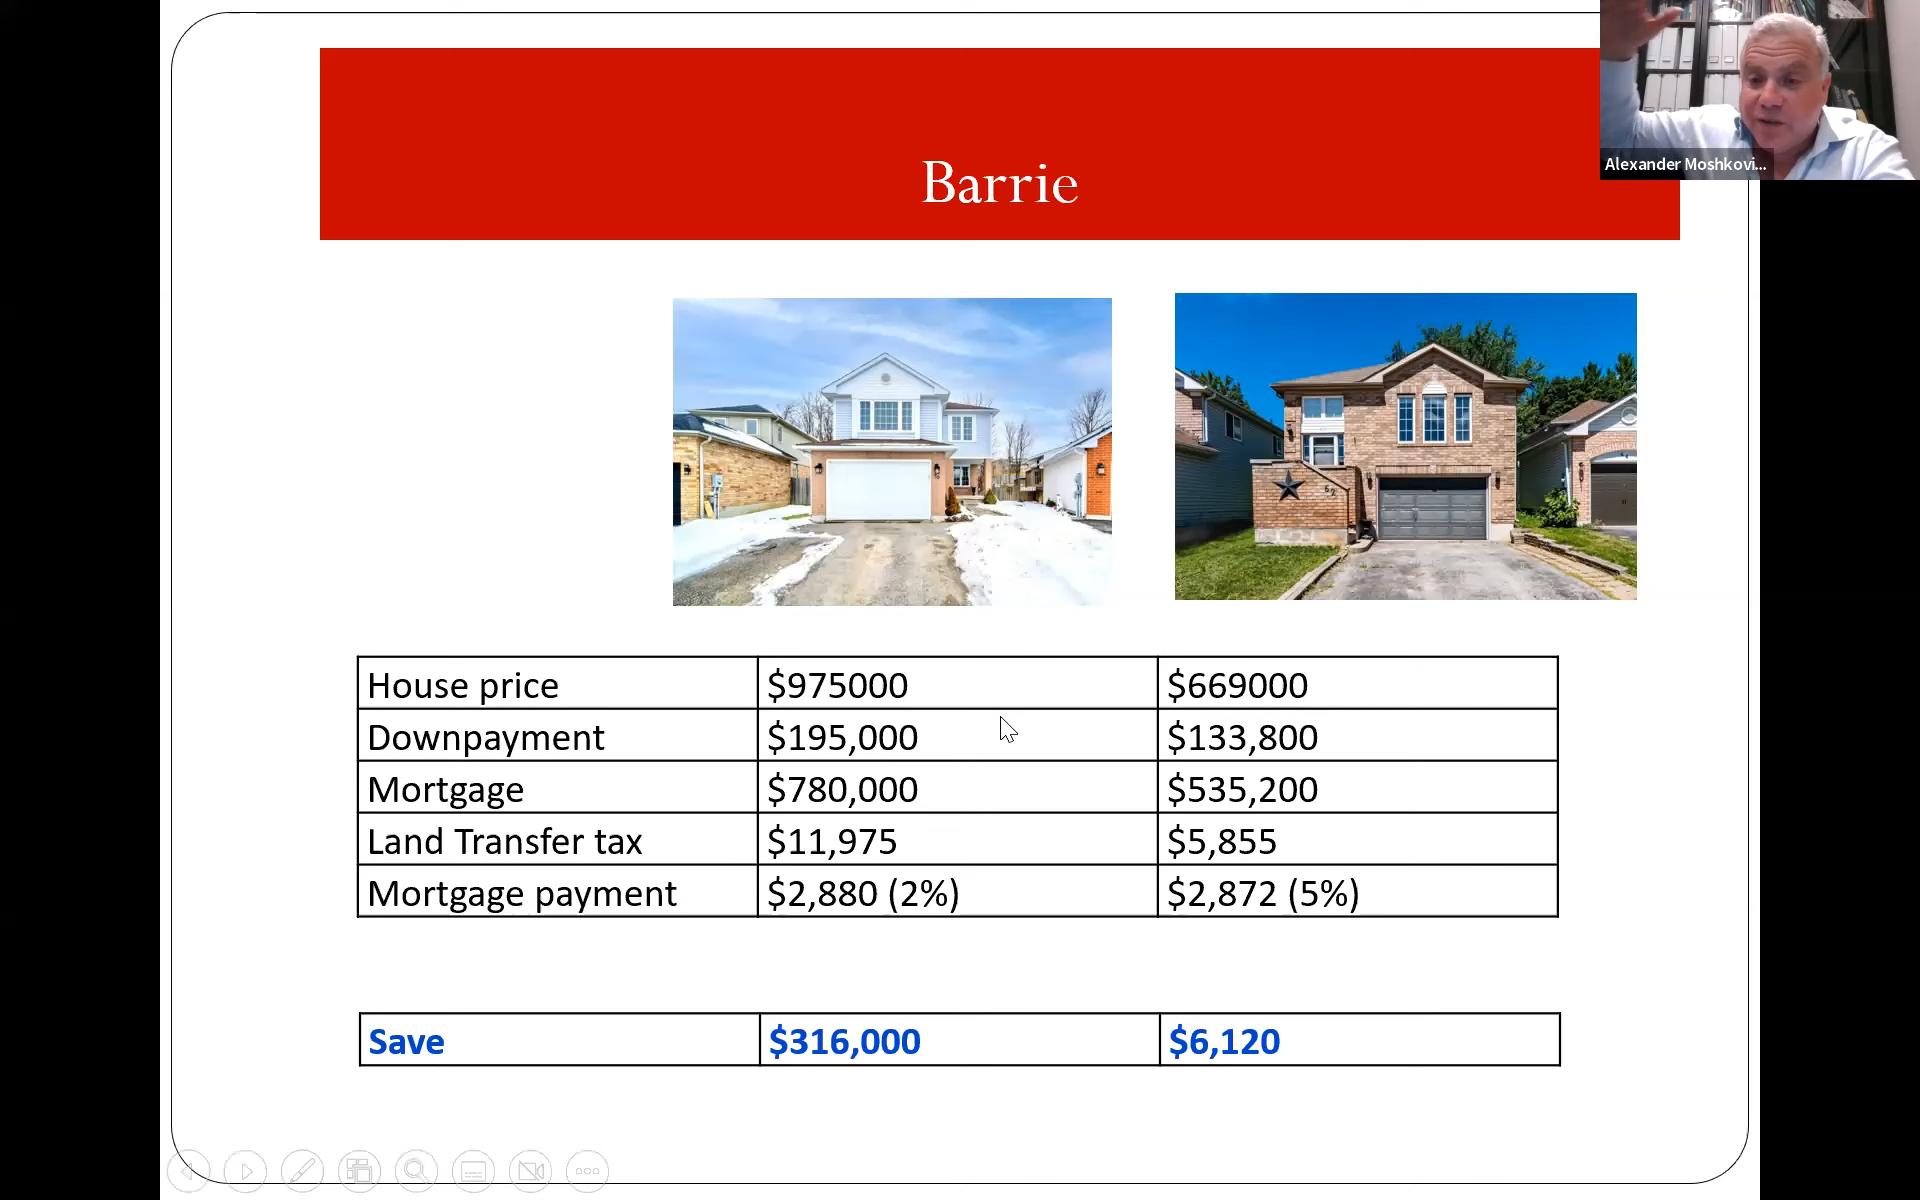 Barrie
Alexander Moshkovi...
62
House price $975000 $669000
Downpayment $195,000 $133,800
Mortgage $780,000 $535,200
Land Transfer tax $11,975 $5,855
Mortgage payment $2,880 (2%) $2,872 (5%)
Save $316,000 $6,120